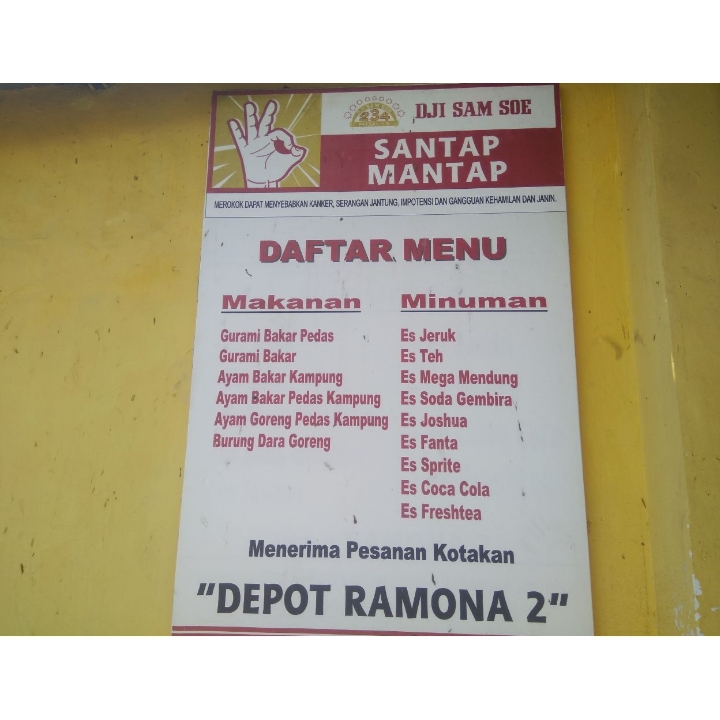 234
DJI SAM SOE
SANTAP
MANTAP
MEROKOK DAPAT MENYEBABKAN KANKER, SERANGAN JANTUNG, IMPOTENSI DAN GANGGUAN KEHAMILAN DAN JANIN.
DAFTAR MENU
Makanan
Gurami Bakar Pedas
Gurami Bakar
Ayam Bakar Kampung
Ayam Bakar Pedas Kampung
Ayam Goreng Pedas Kampung
Burung Dara Goreng
Minuman
Es Jeruk
Es Teh
Es Mega Mendung
Es Soda Gembira
Es Joshua
Es Fanta
Es Sprite
Es Coca Cola
Es Freshtea
Menerima Pesanan Kotakan
"DEPOT RAMONA 2"